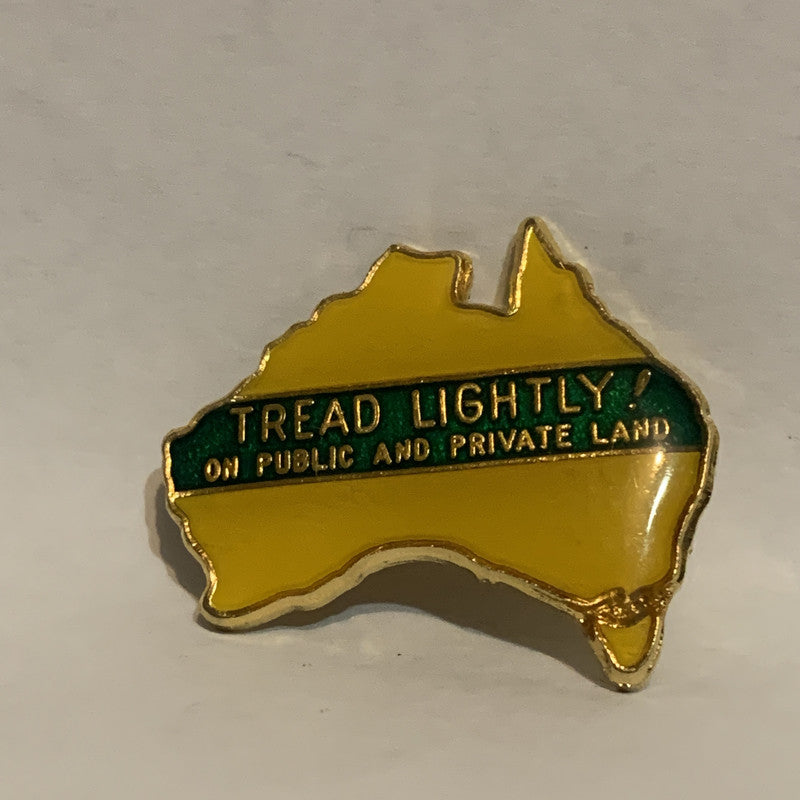 TREAD LIGHTLY!
ON PUBLIC AND PRIVATE LAND